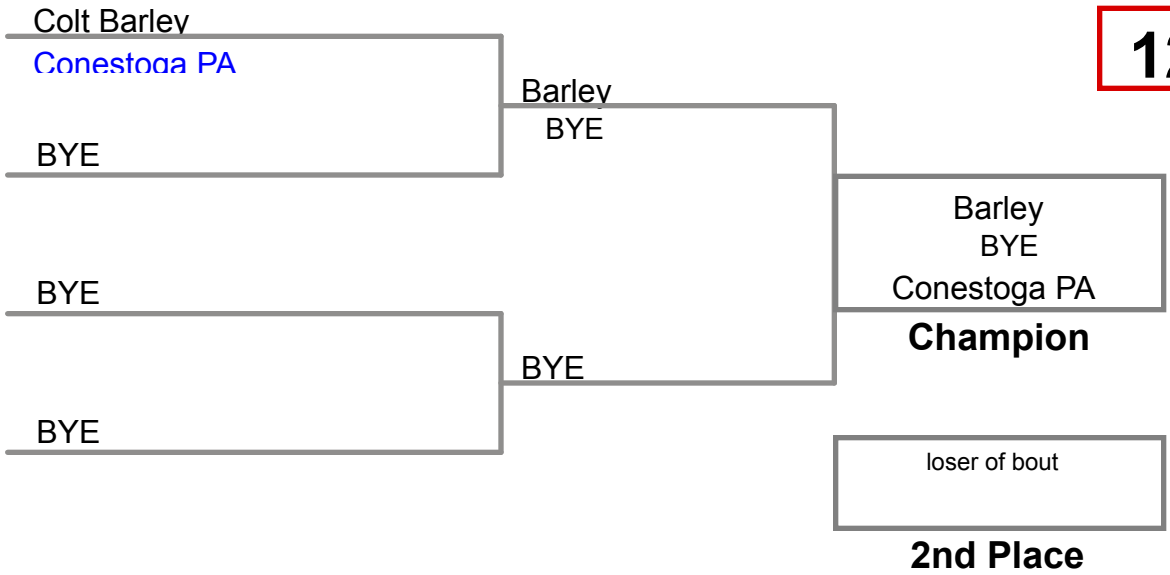 Colt Barley
Conestoga PA
Barley
BYE
BYE
Barley
BYE
Conestoga PA
BYE
Champion
BYE
BYE
loser of bout
2nd Place